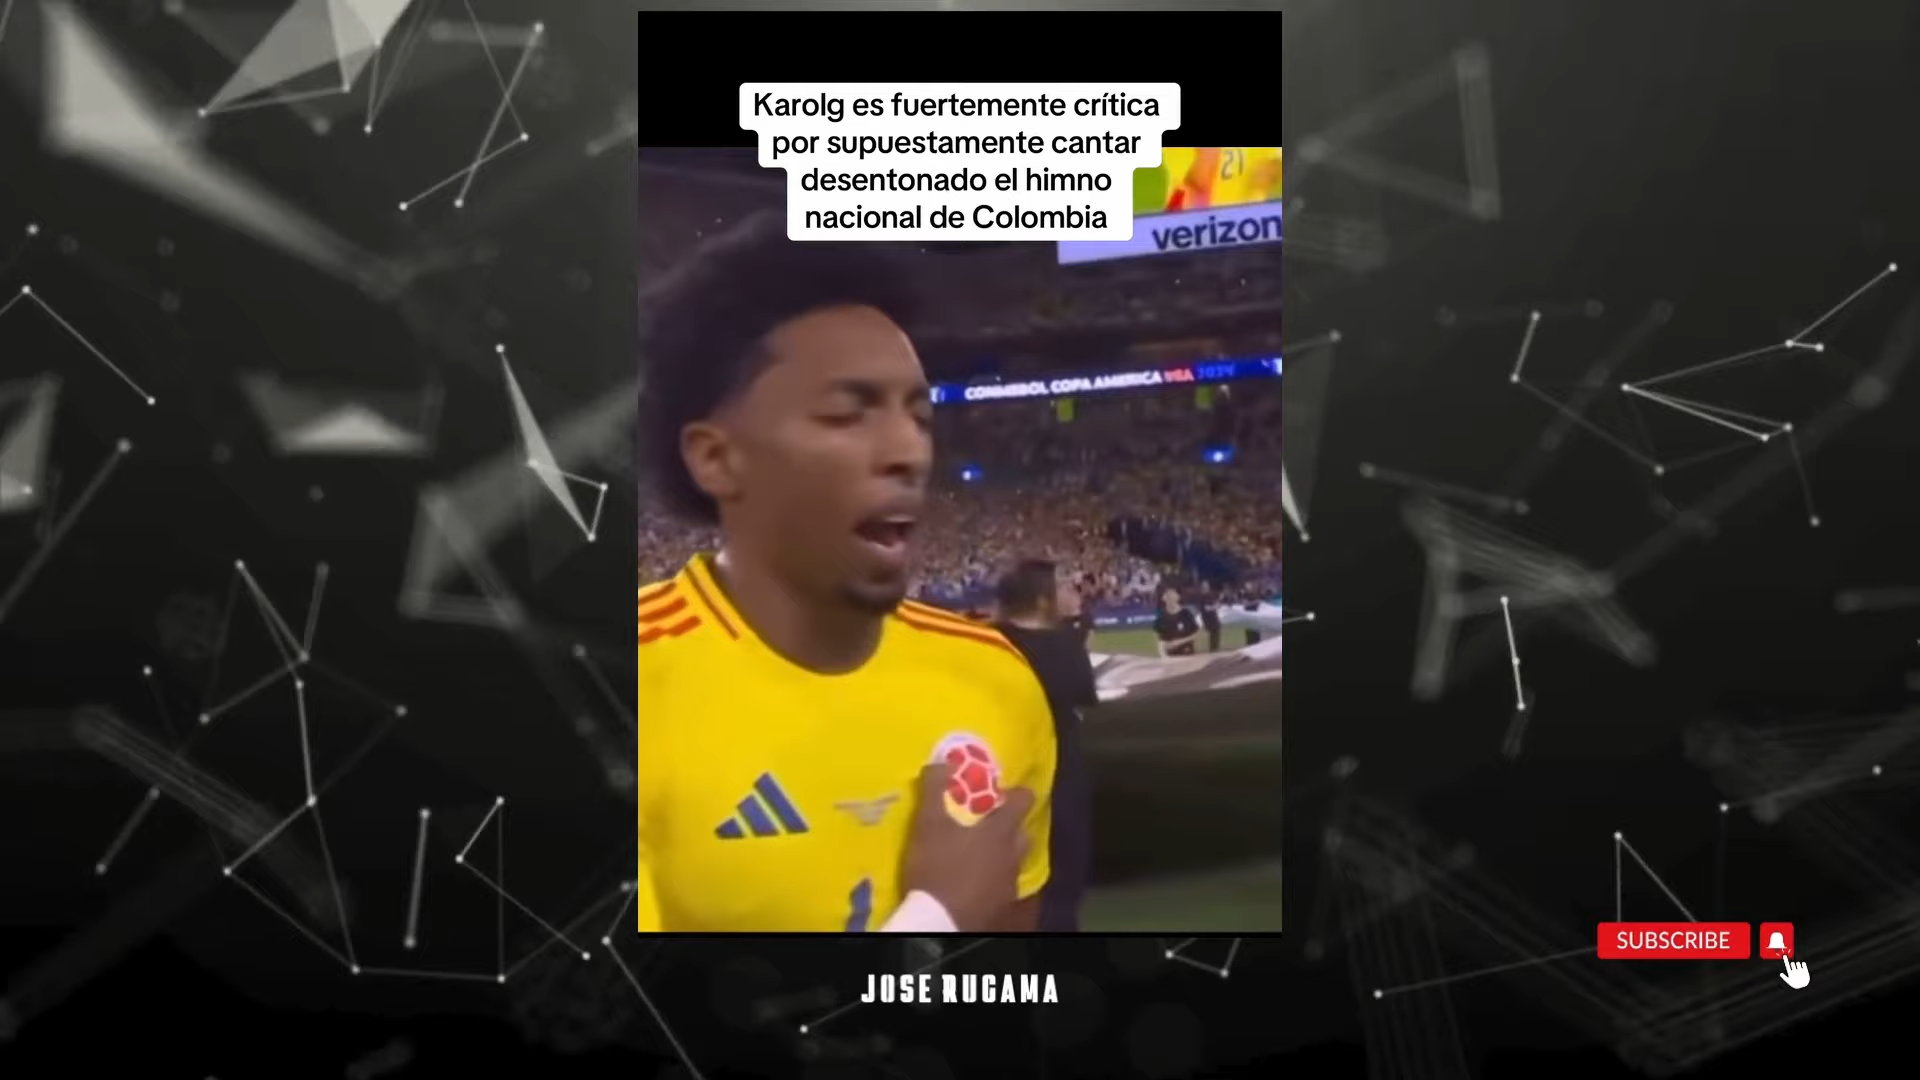 Karolg es fuertemente crítica
por supuestamente cantar
desentonado el himno
nacional de Colombia
21
verizon
CONMEBOL COPA AMERICA USA 2024
SUBSCRIBE
JOSE RUGAMA